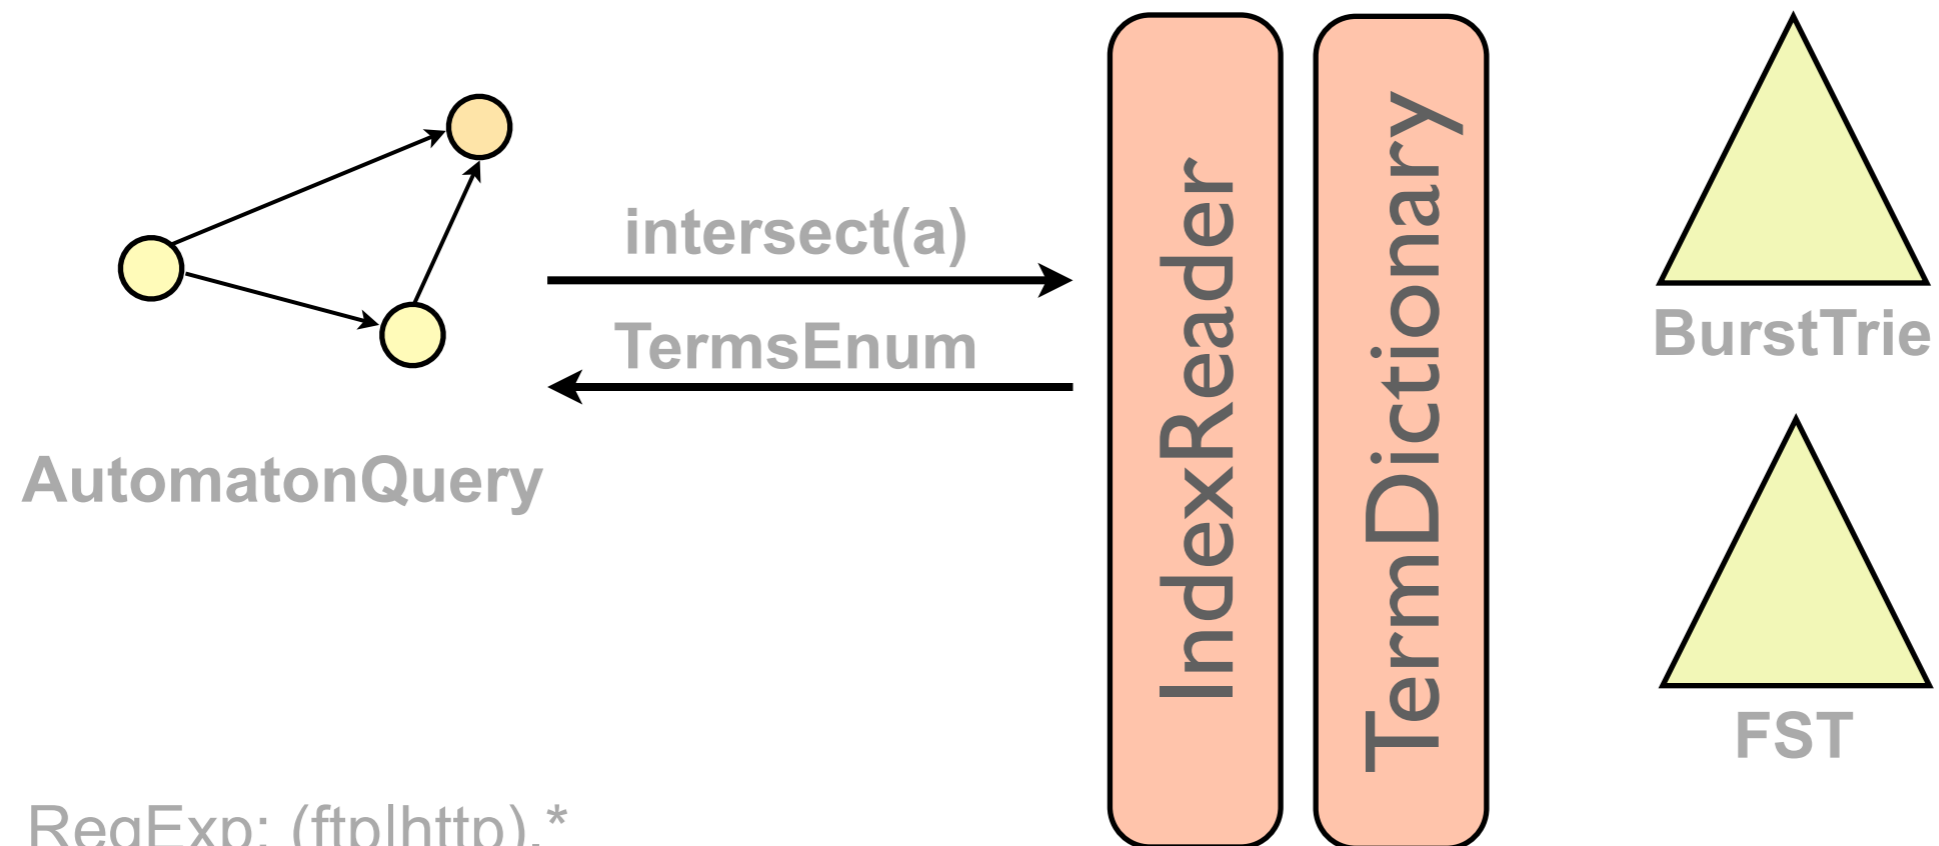 intersect(a)
TermsEnum
AutomatonQuery
IndexReader
TermDictionary
BurstTrie
FST
RegExp: (ftp|http).*